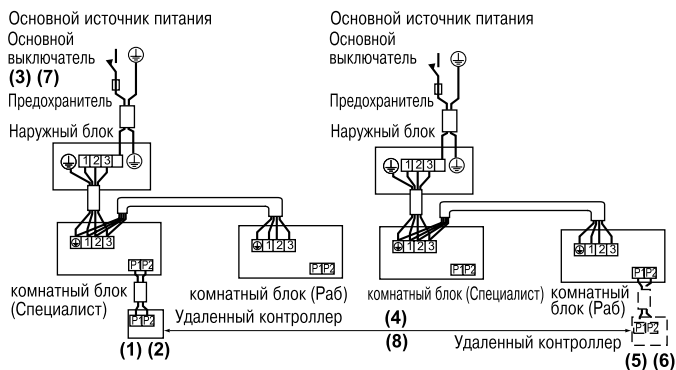 Основной источник питания
Основной
выключатель
(3) (7)
Предохранитель
Наружный блок
1 2 3
1 2 3
P1 P2
комнатный блок
(Специалист)
P1 P2
(1) (2)
1 2 3
P1 P2
комнатный блок (Раб)
Удаленный контроллер
Основной источник питания
Основной
выключатель
Предохранитель
Наружный блок
1 2 3
1 2 3
P1 P2
комнатный блок (Специалист)
(4)
(8)
1 2 3
P1 P2
комнатный
блок (Раб)
P1 P2
Удаленный контроллер
(5) (6)